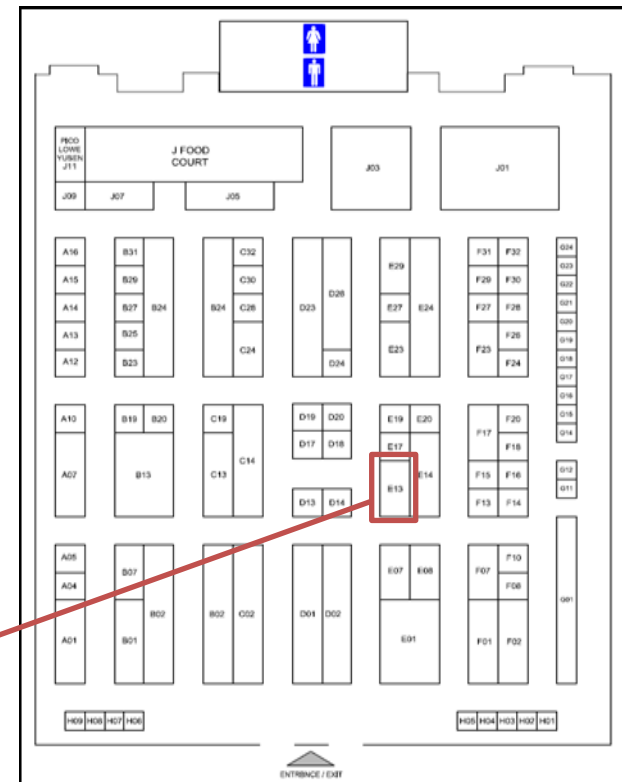 PICO
LOWE
YUSEN
J11
J FOOD
COURT
J03
J01
J09
J07
J05
A16
B31
B24
B24
C32
D23
D26
E29
E24
F31
F32
G24
A15
B29
C30
F29
F30
G23
A14
B27
C28
E27
F27
F28
G22
G21
A13
B25
C24
E23
F23
F26
G20
G19
A12
B23
D24
F24
G18
G17
G16
G15
G14
A10
B19
B20
C19
C14
D19
D20
E19
E20
F17
F20
A07
B13
C13
D17
D18
E17
E14
F18
G12
G11
E13
F15
F16
D13
D14
F13
F14
A05
B07
B02
B02
C02
D01
D02
E07
E08
F07
F10
G01
A04
F08
A01
B01
E01
F01
F02
H09 H08 H07 H06
H05 H04 H03 H02 H01
ENTRBNCE / EXIT